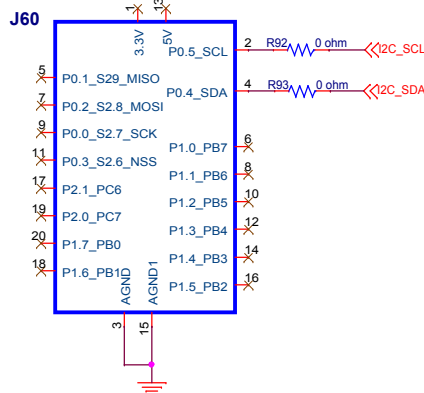 J60
1
13
3.3V
5V
P0.5_SCL
2
R92
0 ohm
I2C_SCL
5
P0.1_S29_MISO
P0.4_SDA
4
R93
0 ohm
I2C_SDA
7
P0.2_S2.8_MOSI
9
P0.0_S2.7_SCK
P1.0_PB7
6
11
P0.3_S2.6_NSS
P1.1_PB6
8
17
P2.1_PC6
P1.2_PB5
10
19
P2.0_PC7
P1.3_PB4
12
20
P1.7_PB0
P1.4_PB3
14
18
P1.6_PB1
P1.5_PB2
16
AGND
AGND1
3
15